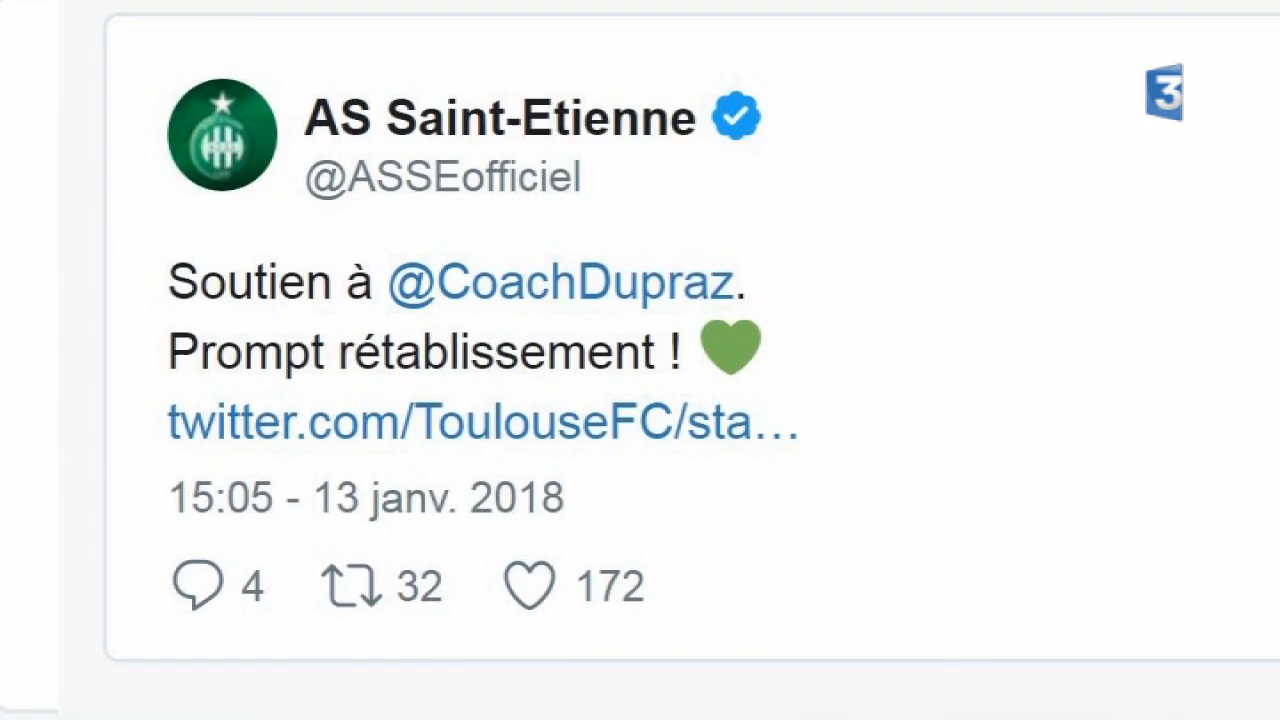 AS Saint-Etienne
@ASSEofficiel
Soutien à @CoachDupraz.
Prompt rétablissement ! 💚
twitter.com/ToulouseFC/sta…
15:05 - 13 janv. 2018
4 32 172
3